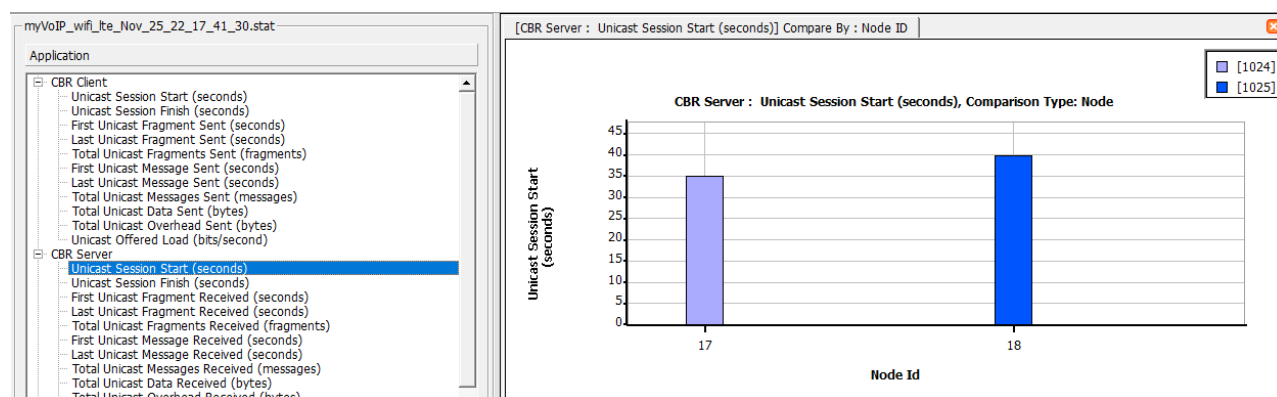 myVoIP_wifi_lte_Nov_25_22_17_41_30.stat
Application
CBR Client
Unicast Session Start (seconds)
Unicast Session Finish (seconds)
First Unicast Fragment Sent (seconds)
Last Unicast Fragment Sent (seconds)
Total Unicast Fragments Sent (fragments)
First Unicast Message Sent (seconds)
Last Unicast Message Sent (seconds)
Total Unicast Messages Sent (messages)
Total Unicast Data Sent (bytes)
Total Unicast Overhead Sent (bytes)
Unicast Offered Load (bits/second)
CBR Server
Unicast Session Start (seconds)
Unicast Session Finish (seconds)
First Unicast Fragment Received (seconds)
Last Unicast Fragment Received (seconds)
Total Unicast Fragments Received (fragments)
First Unicast Message Received (seconds)
Last Unicast Message Received (seconds)
Total Unicast Messages Received (messages)
Total Unicast Data Received (bytes)
Total Unicast Overhead Received (bytes)
[CBR Server : Unicast Session Start (seconds)] Compare By : Node ID
[1024]
[1025]
CBR Server : Unicast Session Start (seconds), Comparison Type: Node
Unicast Session Start
(seconds)
45
40
35
30
25
20
15
10
5
0
17
18
Node Id